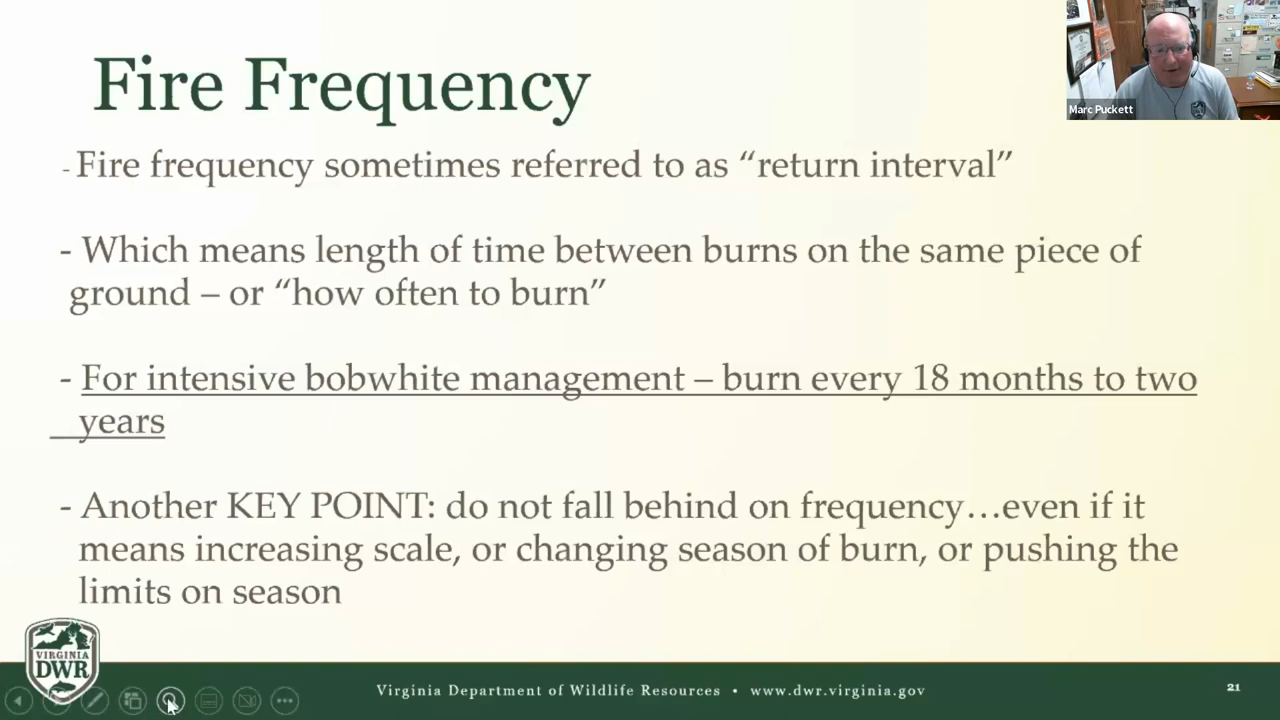 Fire Frequency
Marc Puckett
- Fire frequency sometimes referred to as “return interval”
- Which means length of time between burns on the same piece of
ground – or “how often to burn”
- For intensive bobwhite management – burn every 18 months to two
years
- Another KEY POINT: do not fall behind on frequency…even if it
means increasing scale, or changing season of burn, or pushing the
limits on season
VIRGINIA
DWR
Virginia Department of Wildlife Resources • www.dwr.virginia.gov
21